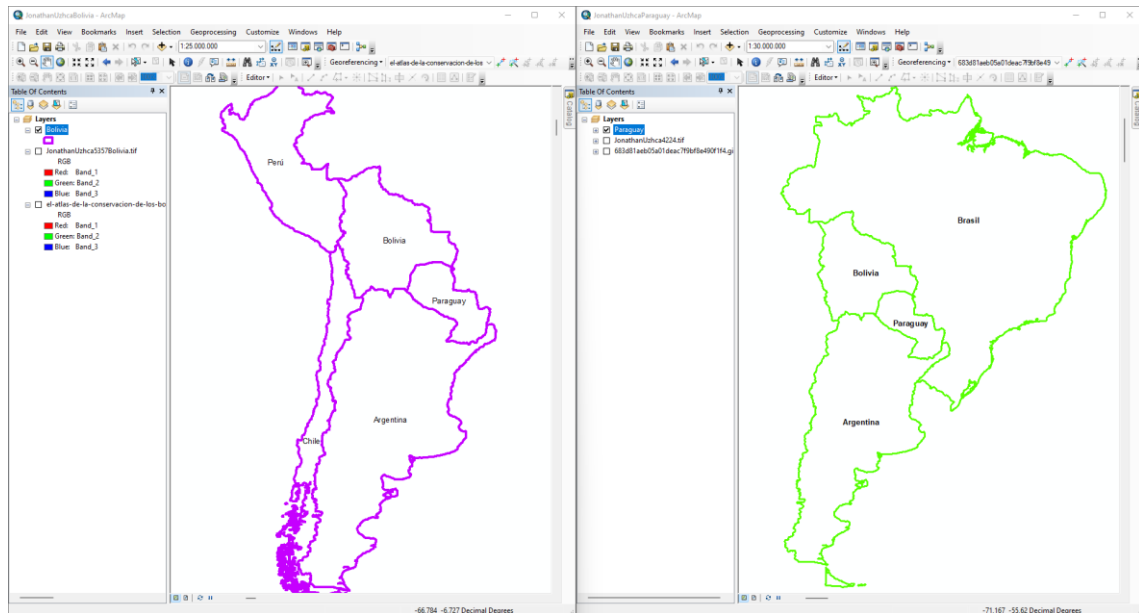 JonathanUzhcaBolivia - ArcMap
File Edit View Bookmarks Insert Selection Geoprocessing Customize Windows Help
1:25.000.000
Georeferencing el-atlas-de-la-conservacion-de-los
Editor
Table Of Contents
Layers
Bolivia
JonathanUzhca5357Bolivia.tif
RGB
Red: Band_1
Green: Band_2
Blue: Band_3
el-atlas-de-la-conservacion-de-los-bo
RGB
Red: Band_1
Green: Band_2
Blue: Band_3
Perú
Bolivia
Paraguay
Argentina
Chile
Catalog
-66.784 -6.727 Decimal Degrees
JonathanUzhcaParaguay - ArcMap
File Edit View Bookmarks Insert Selection Geoprocessing Customize Windows Help
1:30.000.000
Georeferencing 683d81aeb05a01deac7f9bf8e49
Editor
Table Of Contents
Layers
Paraguay
JonathanUzhca4224.tif
683d81aeb05a01deac7f9bf8e490f1f4.gi
Brasil
Bolivia
Paraguay
Argentina
Catalog
-71.167 -55.62 Decimal Degrees